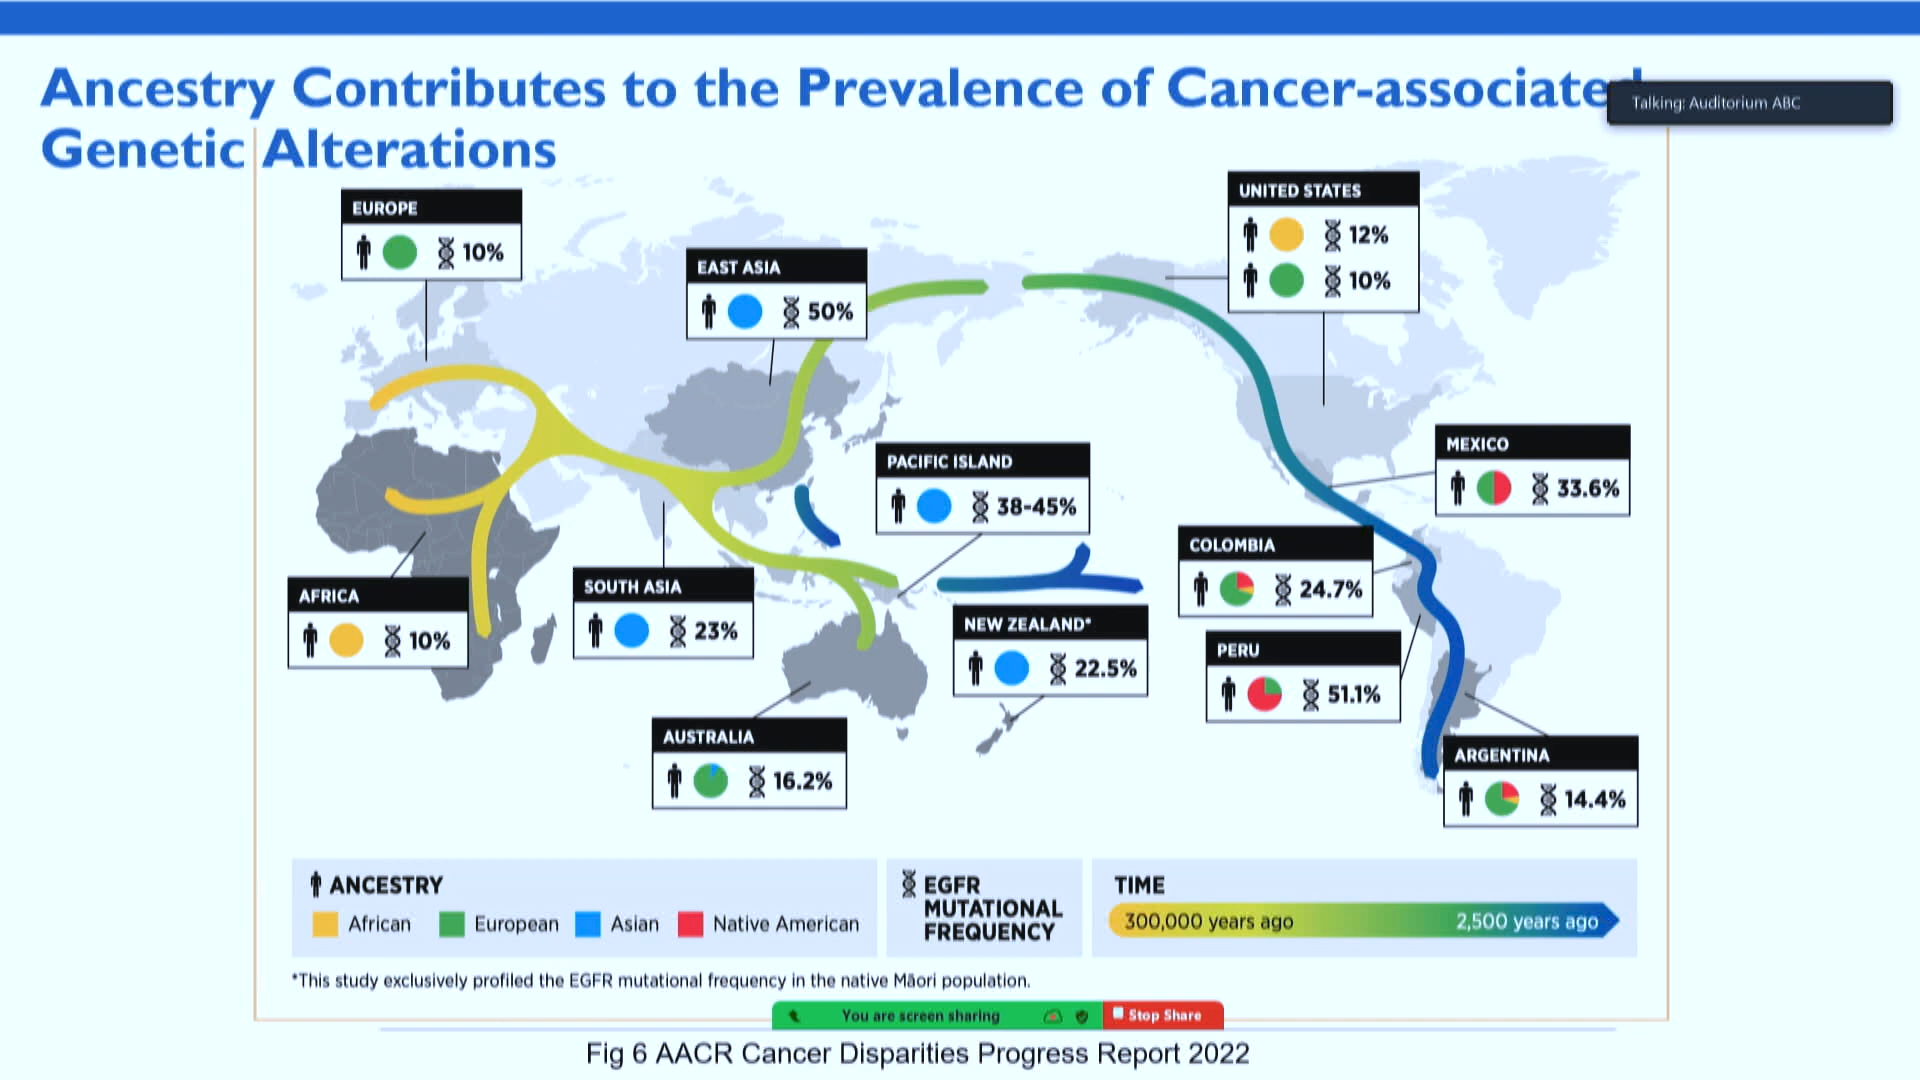 Ancestry Contributes to the Prevalence of Cancer-associated
Genetic Alterations
Talking: Auditorium ABC
EUROPE
10%
EAST ASIA
50%
UNITED STATES
12%
10%
MEXICO
33.6%
PACIFIC ISLAND
38-45%
COLOMBIA
24.7%
AFRICA
10%
SOUTH ASIA
23%
NEW ZEALAND*
22.5%
PERU
51.1%
AUSTRALIA
16.2%
ARGENTINA
14.4%
ANCESTRY
African
European
Asian
Native American
EGFR
MUTATIONAL
FREQUENCY
TIME
300,000 years ago
2,500 years ago
*This study exclusively profiled the EGFR mutational frequency in the native Māori population.
You are screen sharing
Stop Share
Fig 6 AACR Cancer Disparities Progress Report 2022